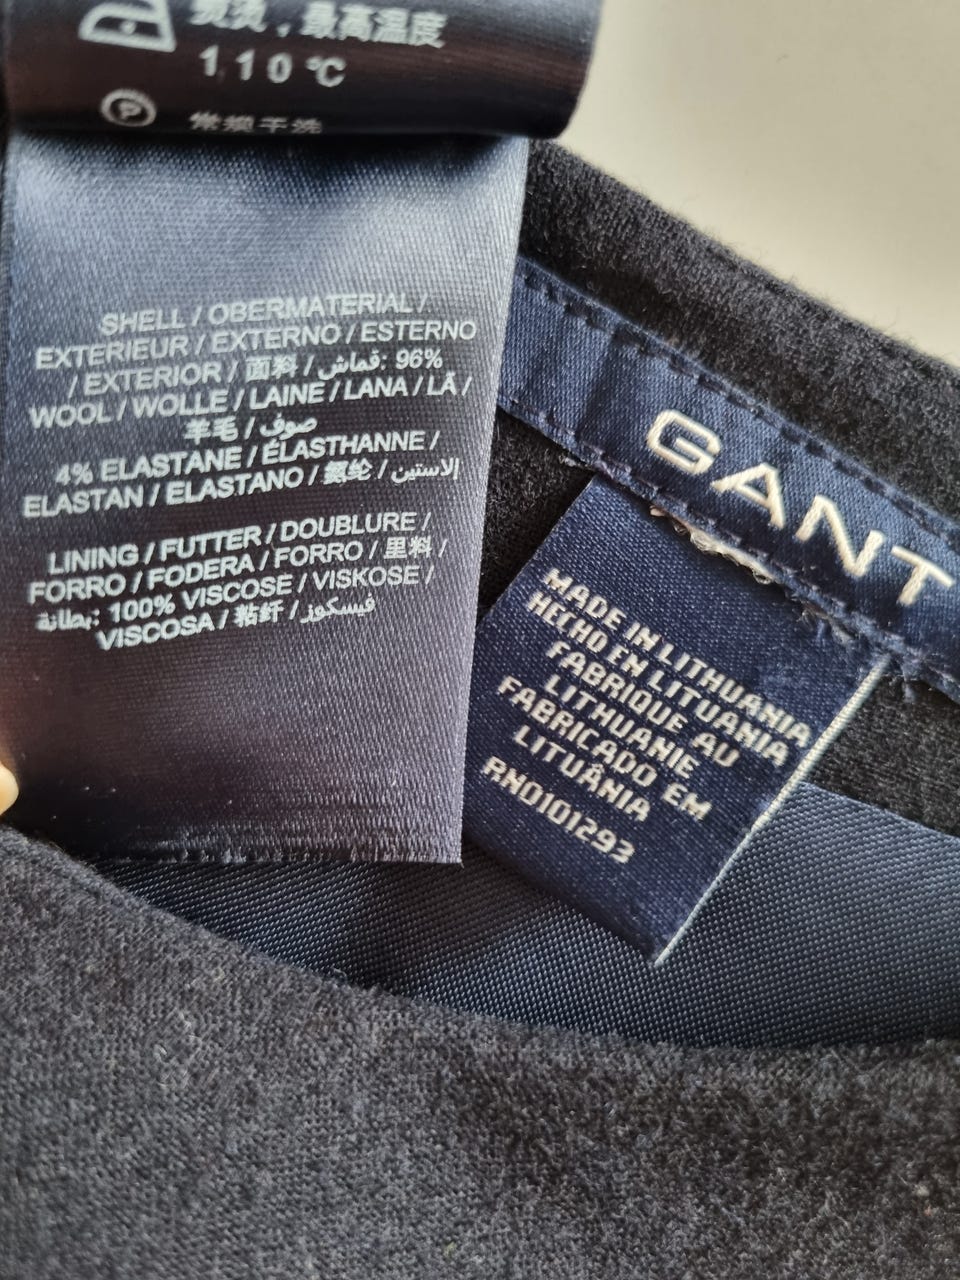 熨烫，最高温度
110℃
P
常规干洗
SHELL / OBERMATERIAL /
EXTERIEUR / EXTERNO / ESTERNO
/ EXTERIOR / 面料 / قماش: 96%
WOOL / WOLLE / LAINE / LANA / LÃ /
羊毛 / صوف
4% ELASTANE / ÉLASTHANNE /
ELASTAN / ELASTANO / 氨纶 / إلاستين
LINING / FUTTER / DOUBLURE /
FORRO / FODERA / FORRO / 里料 /
بطانية: 100% VISCOSE / VISKOSE /
VISCOSA / 粘纤 / فيسكوز
GANT
MADE IN LITHUANIA
HECHO EN LITUANIA
FABRIQUE AU
LITHUANIE
FABRICADO EM
LITUÂNIA
RN0101293